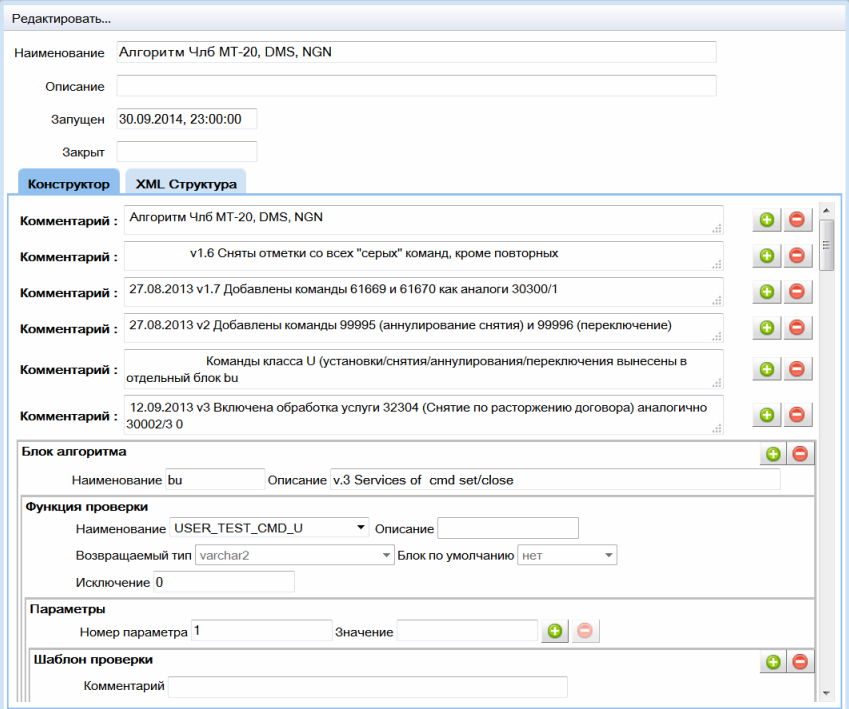 Редактировать...
Наименование Алгоритм Члб МТ-20, DMS, NGN
Описание
Запущен 30.09.2014, 23:00:00
Закрыт
Конструктор XML Структура
Комментарий : Алгоритм Члб МТ-20, DMS, NGN
Комментарий : v1.6 Сняты отметки со всех "серых" команд, кроме повторных
Комментарий : 27.08.2013 v1.7 Добавлены команды 61669 и 61670 как аналоги 30300/1
Комментарий : 27.08.2013 v2 Добавлены команды 99995 (аннулирование снятия) и 99996 (переключение)
Комментарий : Команды класса U (установки/снятия/аннулирования/переключения вынесены в
отдельный блок bu
Комментарий : 12.09.2013 v3 Включена обработка услуги 32304 (Снятие по расторжению договора) аналогично
30002/3 0
Блок алгоритма
Наименование bu Описание v.3 Services of cmd set/close
Функция проверки
Наименование USER_TEST_CMD_U Описание
Возвращаемый тип varchar2 Блок по умолчанию нет
Исключение 0
Параметры
Номер параметра 1 Значение
Шаблон проверки
Комментарий